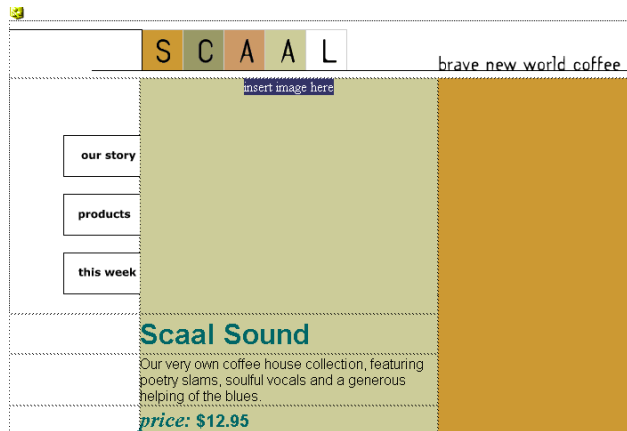 SCAAL
brave new world coffee
insert image here
our story
products
this week
Scaal Sound
Our very own coffee house collection, featuring
poetry slams, soulful vocals and a generous
helping of the blues.
price: $12.95